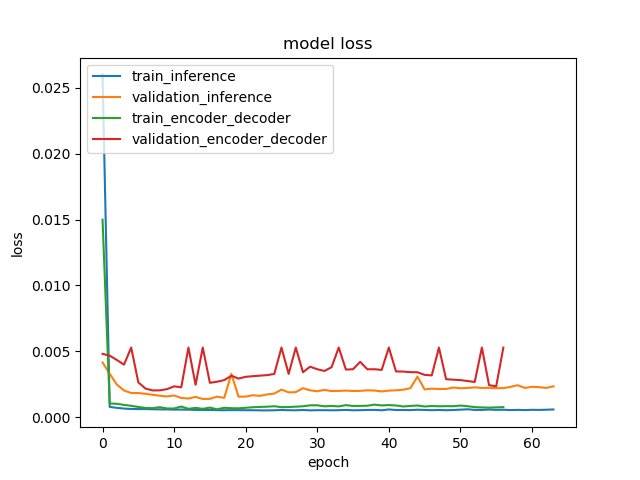 model loss
train_inference
validation_inference
train_encoder_decoder
validation_encoder_decoder
loss
0.025
0.020
0.015
0.010
0.005
0.000
0 10 20 30 40 50 60
epoch